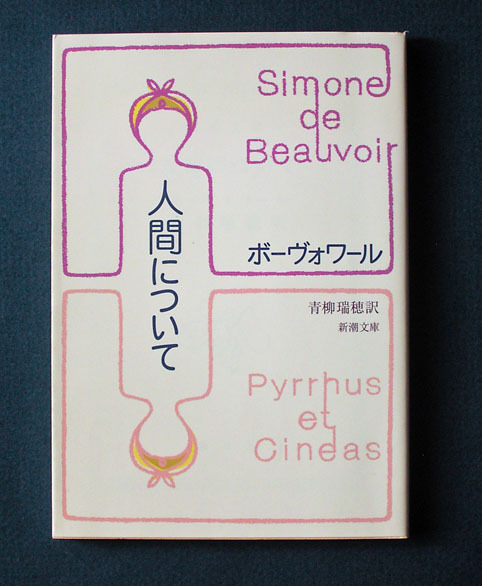 Simone
de
Beauvoir
人間について
ボーヴォワール
青柳瑞穂訳
新潮文庫
Pyrrhus
et
Cinéas